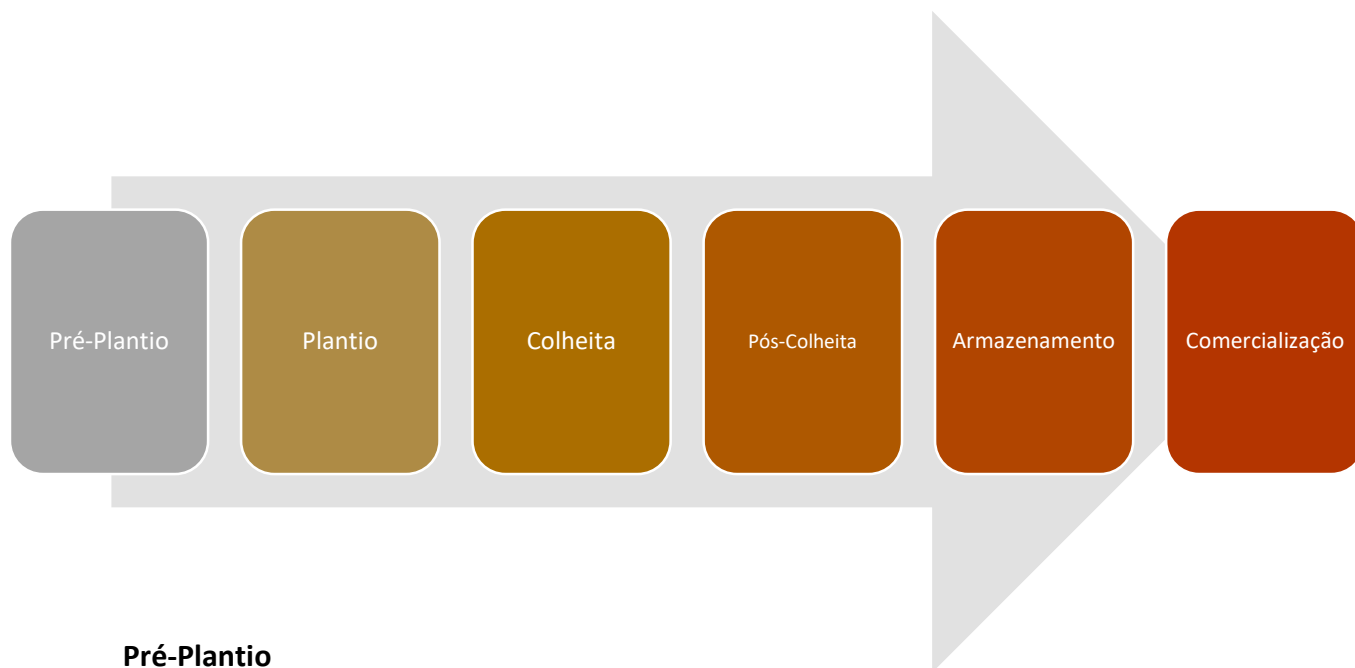 Pré-Plantio
Plantio
Colheita
Pós-Colheita
Armazenamento
Comercialização
Pré-Plantio